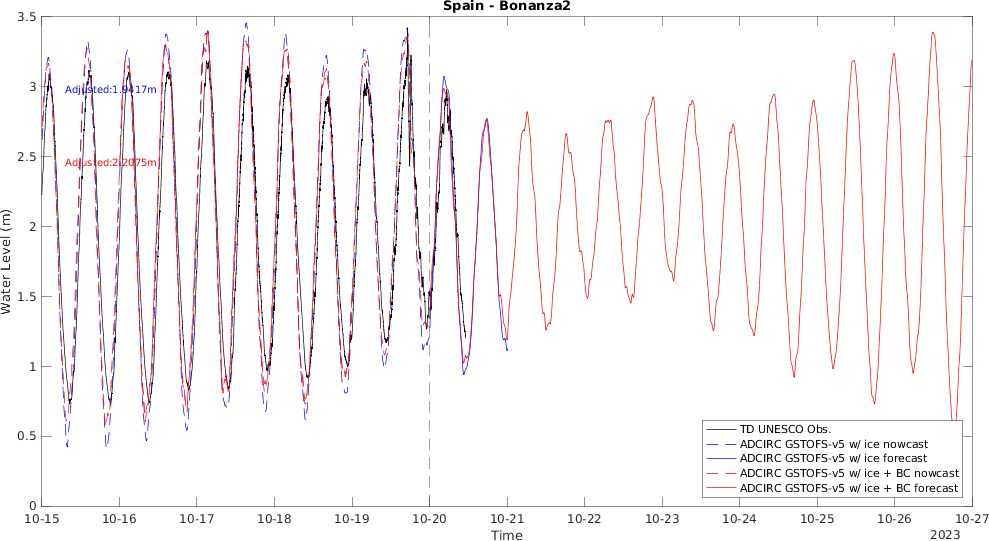 Spain - Bonanza2
3.5
3
2.5
2
1.5
1
0.5
0
Water Level (m)
Adjusted:1.9417m
Adjusted:2.2075m
TD UNESCO Obs.
ADCIRC GSTOFS-v5 w/ ice nowcast
ADCIRC GSTOFS-v5 w/ ice forecast
ADCIRC GSTOFS-v5 w/ ice + BC nowcast
ADCIRC GSTOFS-v5 w/ ice + BC forecast
10-15 10-16 10-17 10-18 10-19 10-20 10-21 10-22 10-23 10-24 10-25 10-26 10-27
Time
2023